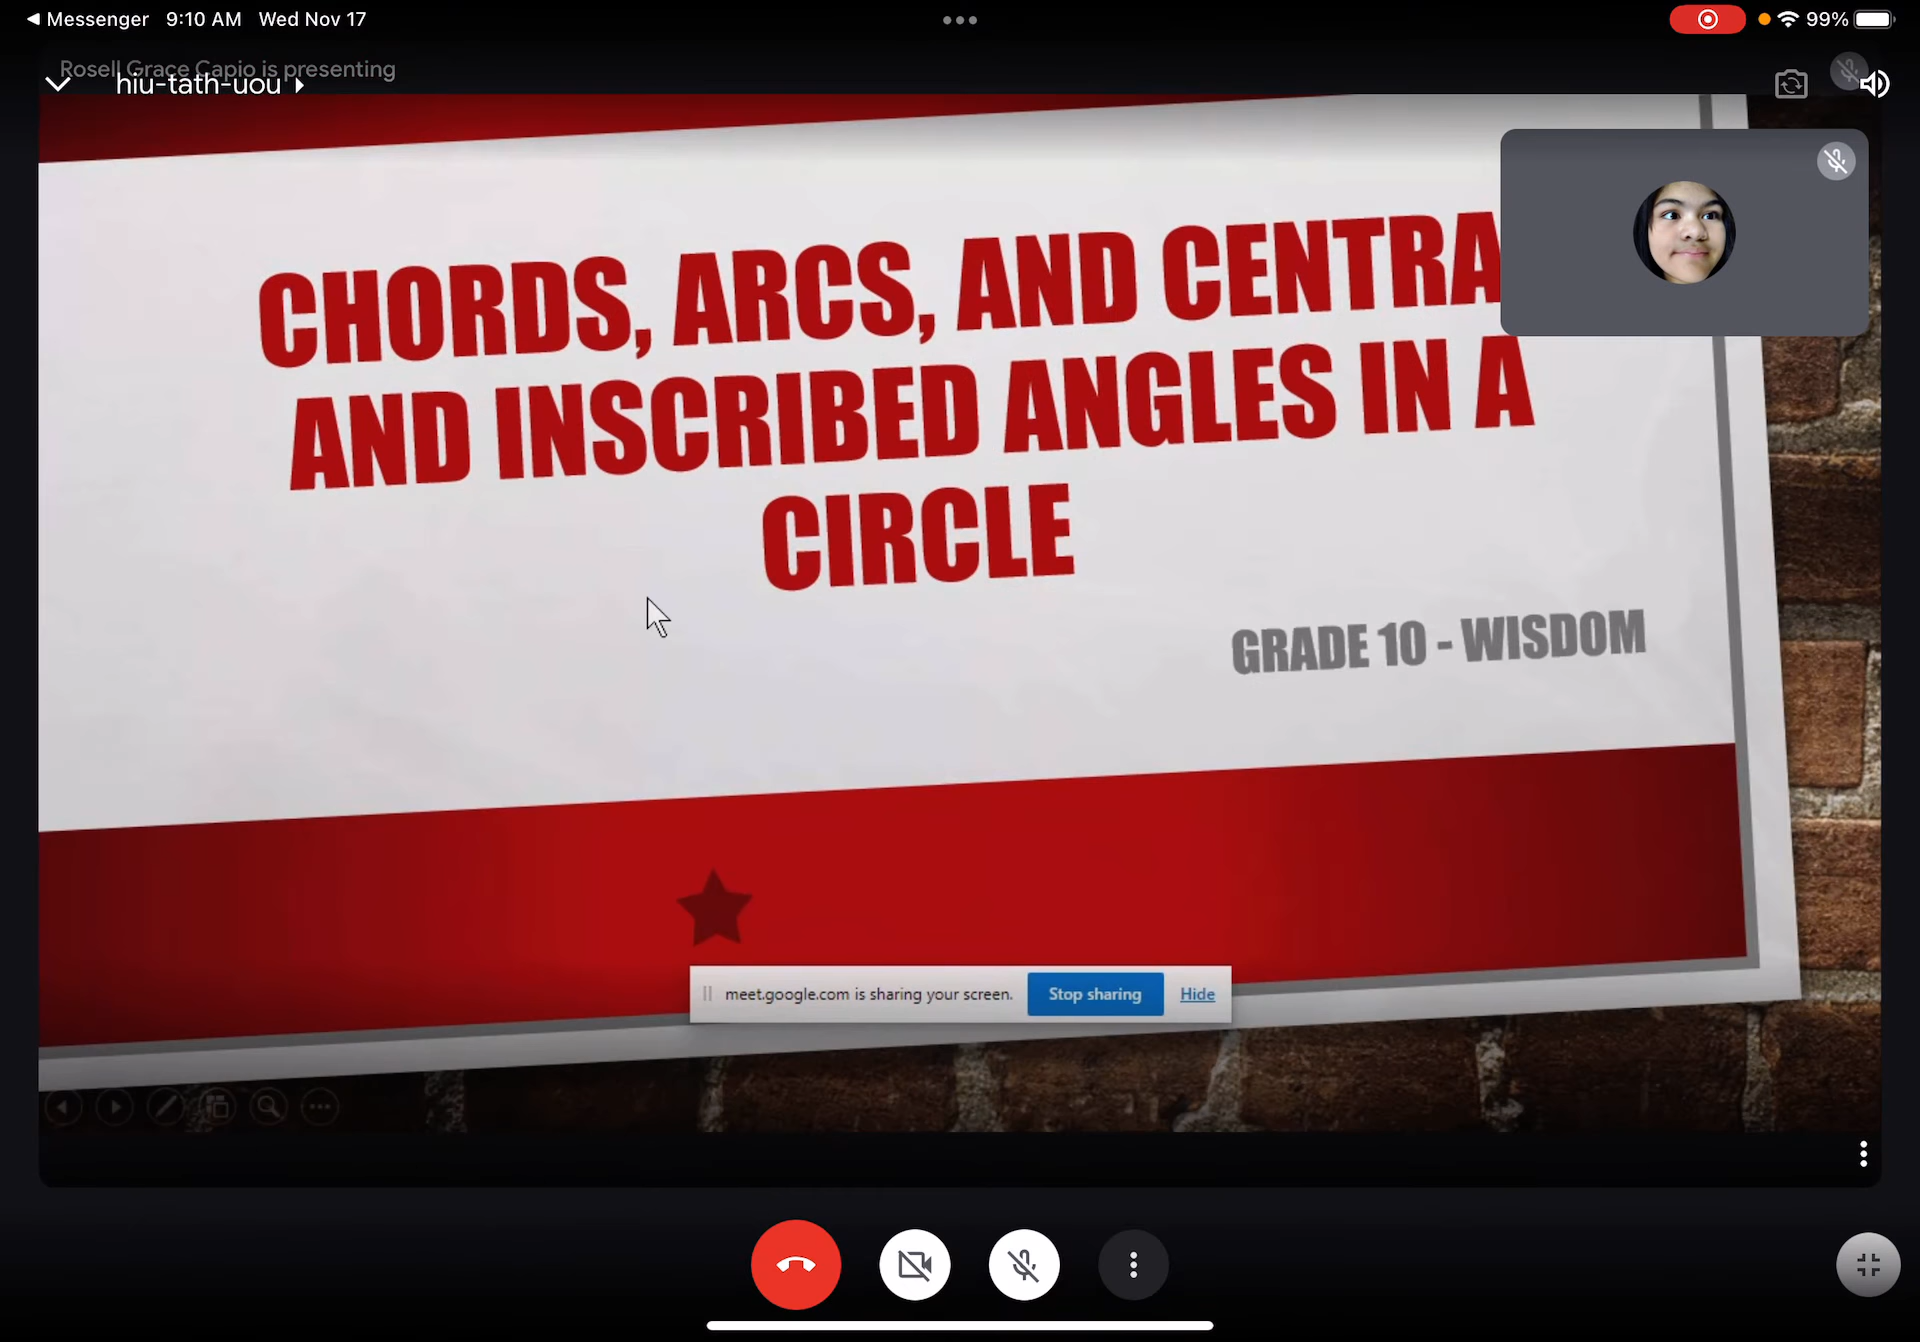 Messenger 9:10 AM Wed Nov 17
99%
Rosell Grace Capio is presenting
hiu-tath-uou
CHORDS, ARCS, AND CENTRA
AND INSCRIBED ANGLES IN A
CIRCLE
GRADE 10 - WISDOM
meet.google.com is sharing your screen. Stop sharing Hide